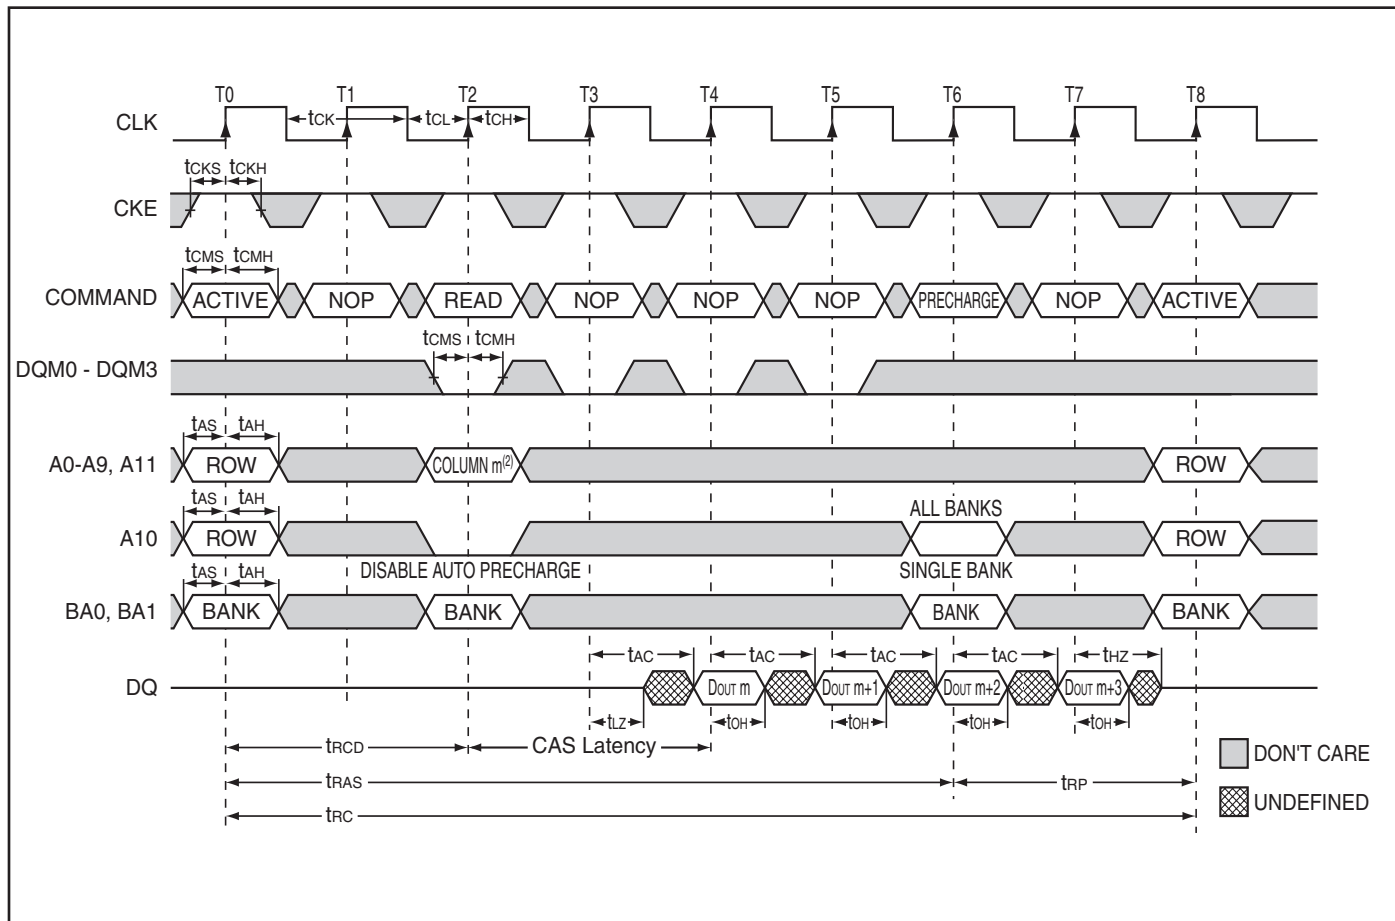 T0 T1 T2 T3 T4 T5 T6 T7 T8
CLK tCK tCL tCH
tCKS tCKH
CKE
tCMS tCMH
COMMAND ACTIVE NOP READ NOP NOP NOP PRECHARGE NOP ACTIVE
tCMS tCMH
DQM0 - DQM3
tAS tAH
A0-A9, A11 ROW COLUMN m(2) ROW
tAS tAH ALL BANKS
A10 ROW ROW
DISABLE AUTO PRECHARGE SINGLE BANK
tAS tAH
BA0, BA1 BANK BANK BANK BANK
tAC tAC tAC tAC tHZ
DQ DOUT m DOUT m+1 DOUT m+2 DOUT m+3
tLZ tOH tOH tOH tOH
tRCD CAS Latency
DON'T CARE
tRAS tRP
UNDEFINED
tRC